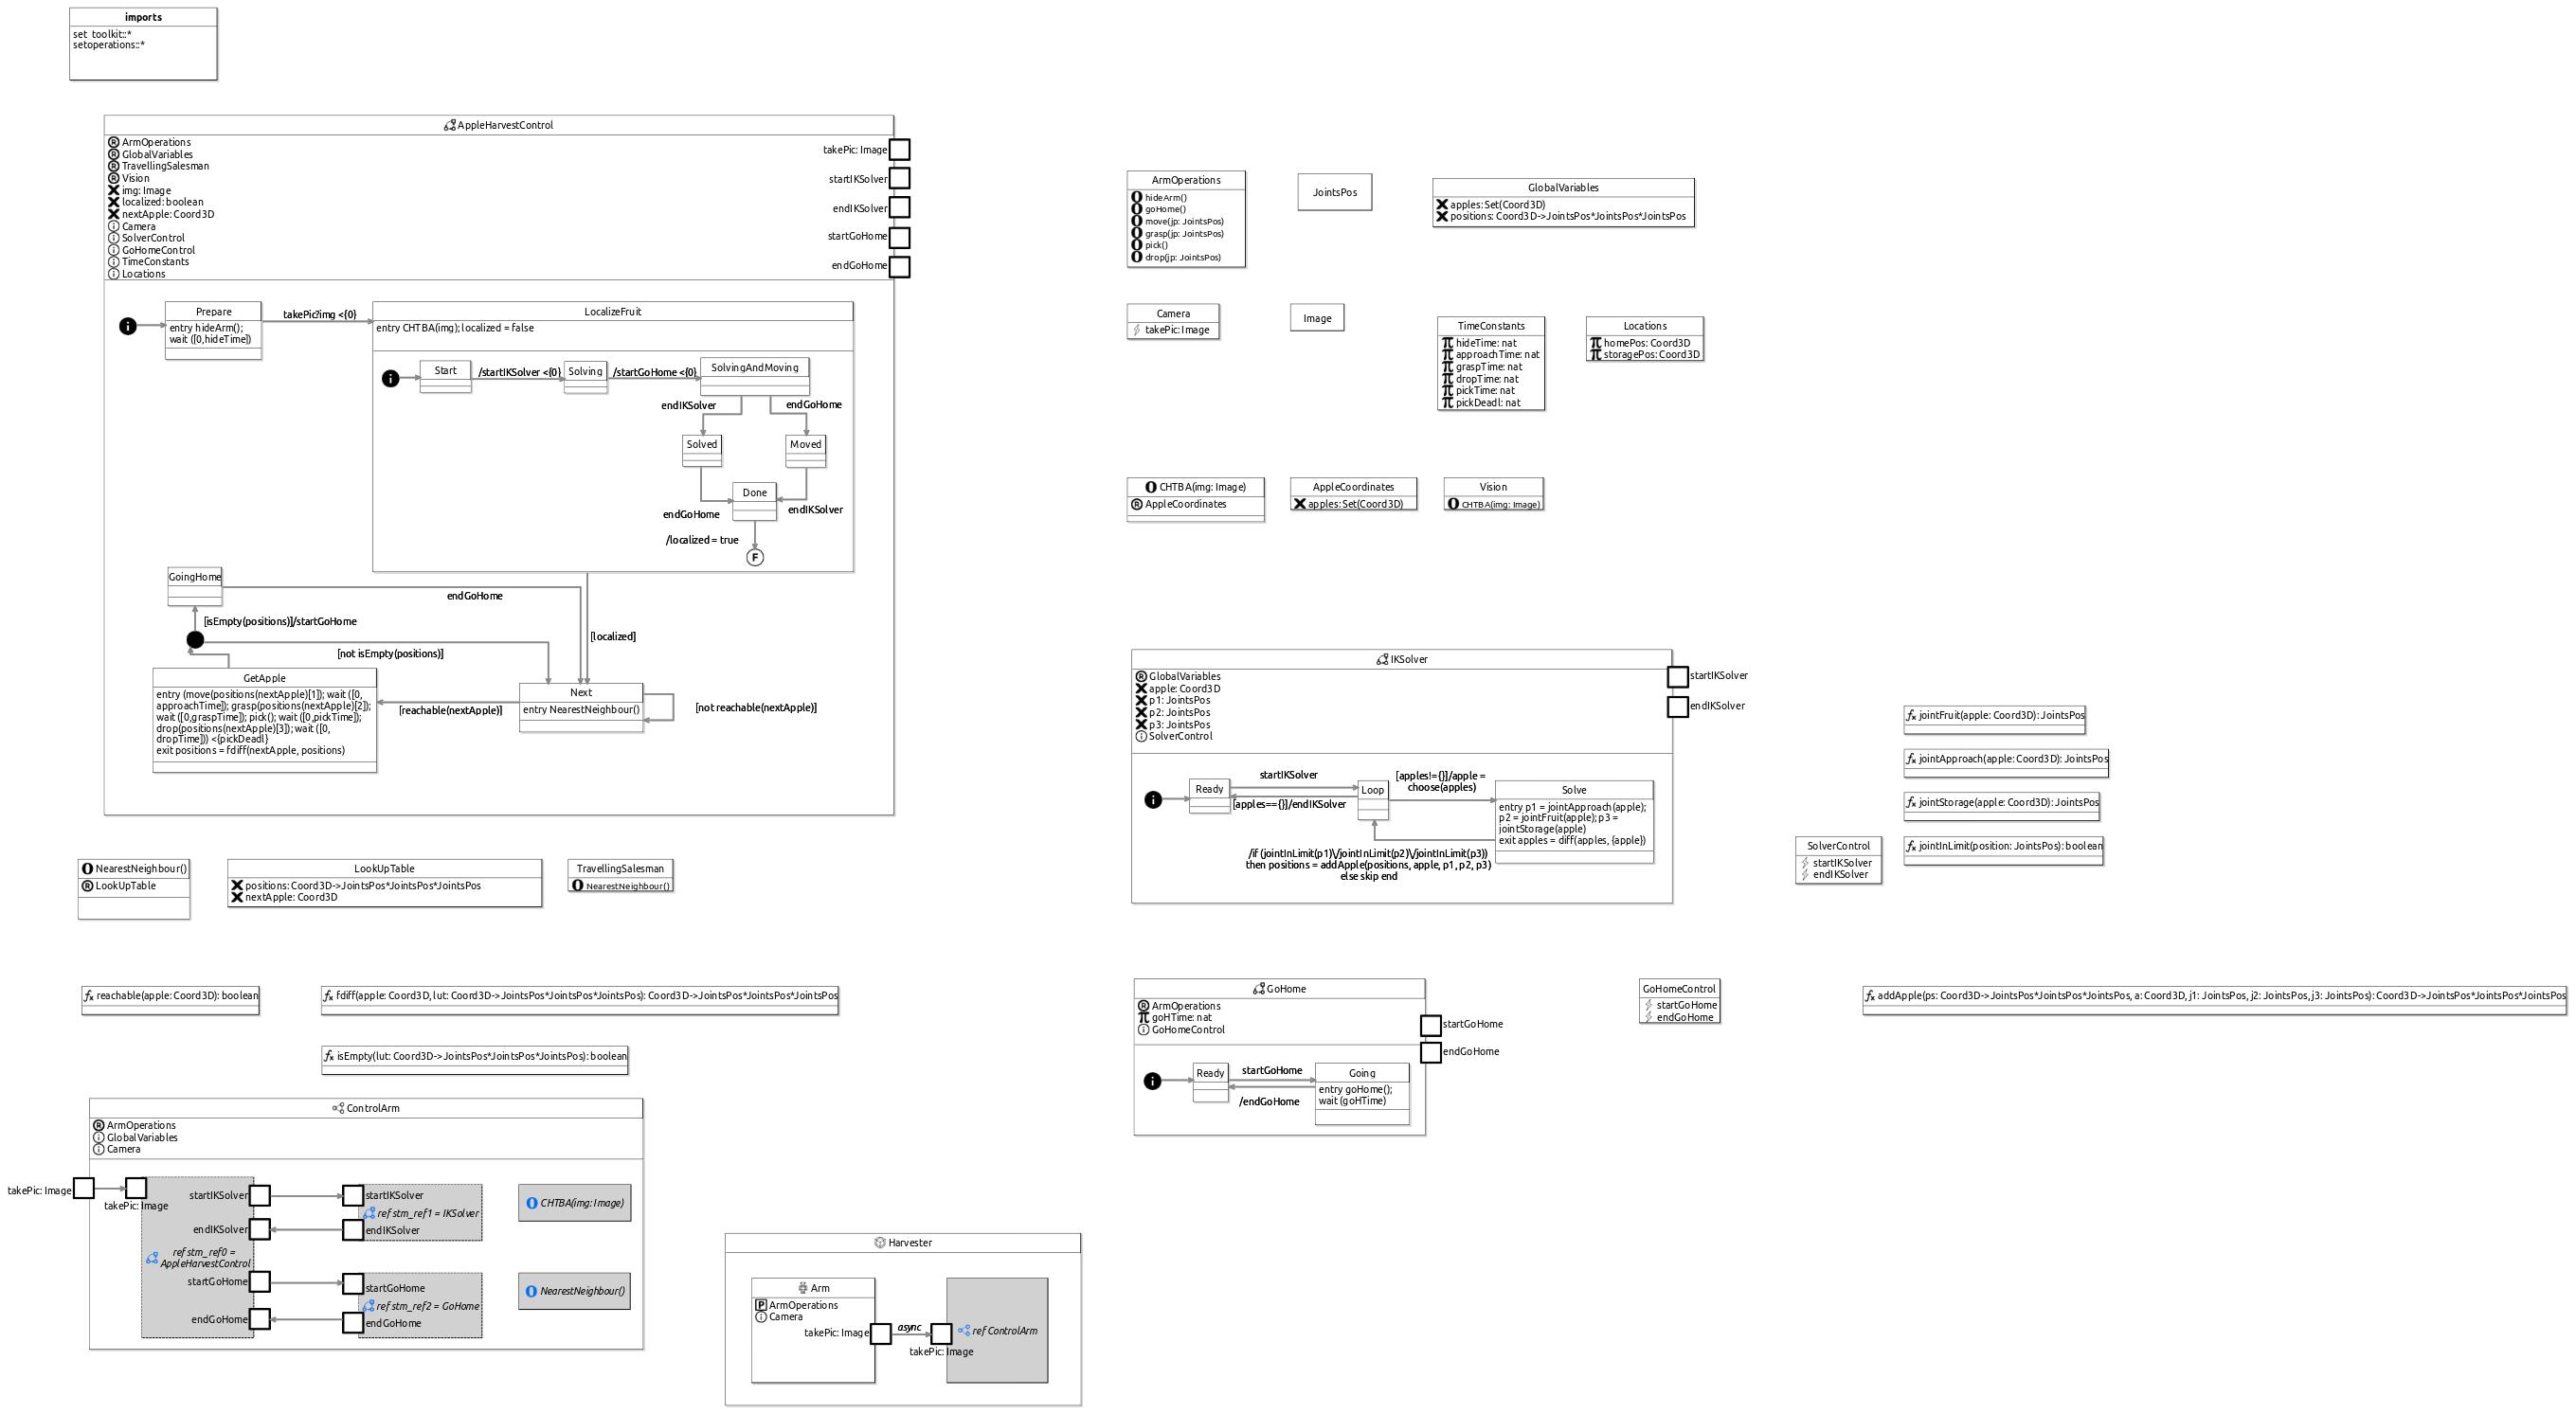 imports
set_toolkit::*
setoperations::*
AppleHarvestControl
ArmOperations
GlobalVariables
TravellingSalesman
Vision
img: Image
localized: boolean
nextApple: Coord3D
Camera
SolverControl
GoHomeControl
TimeConstants
Locations
takePic: Image
startIKSolver
endIKSolver
startGoHome
endGoHome
Prepare
entry hideArm();
wait ([0,hideTime])
takePic?img <{0}
LocalizeFruit
entry CHTBA(img); localized = false
Start
/startIKSolver <{0}
Solving
/startGoHome <{0}
SolvingAndMoving
endIKSolver
endGoHome
Solved
Moved
Done
endGoHome
endIKSolver
/localized = true
F
GoingHome
endGoHome
[isEmpty(positions)]/startGoHome
[localized]
[not isEmpty(positions)]
GetApple
entry (move(positions(nextApple)[1]); wait ([0,
approachTime]); grasp(positions(nextApple)[2]);
wait ([0,graspTime]); pick(); wait ([0,pickTime]);
drop(positions(nextApple)[3]); wait ([0,
dropTime])) <{pickDeadl}
exit positions = fdiff(nextApple, positions)
[reachable(nextApple)]
Next
entry NearestNeighbour()
[not reachable(nextApple)]
ArmOperations
hideArm()
goHome()
move(jp: JointsPos)
grasp(jp: JointsPos)
pick()
drop(jp: JointsPos)
JointsPos
GlobalVariables
apples: Set(Coord3D)
positions: Coord3D->JointsPos*JointsPos*JointsPos
Camera
takePic: Image
Image
TimeConstants
hideTime: nat
approachTime: nat
graspTime: nat
dropTime: nat
pickTime: nat
pickDeadl: nat
Locations
homePos: Coord3D
storagePos: Coord3D
CHTBA(img: Image)
AppleCoordinates
AppleCoordinates
apples: Set(Coord3D)
Vision
CHTBA(img: Image)
IKSolver
GlobalVariables
apple: Coord3D
p1: JointsPos
p2: JointsPos
p3: JointsPos
SolverControl
startIKSolver
endIKSolver
Ready
startIKSolver
[apples=={}]/endIKSolver
Loop
[apples!={}]/apple =
choose(apples)
Solve
entry p1 = jointApproach(apple);
p2 = jointFruit(apple); p3 =
jointStorage(apple)
exit apples = diff(apples, {apple})
/if (jointInLimit(p1)\/jointInLimit(p2)\/jointInLimit(p3))
then positions = addApple(positions, apple, p1, p2, p3)
else skip end
jointFruit(apple: Coord3D): JointsPos
jointApproach(apple: Coord3D): JointsPos
jointStorage(apple: Coord3D): JointsPos
jointInLimit(position: JointsPos): boolean
SolverControl
startIKSolver
endIKSolver
NearestNeighbour()
LookUpTable
LookUpTable
positions: Coord3D->JointsPos*JointsPos*JointsPos
nextApple: Coord3D
TravellingSalesman
NearestNeighbour()
reachable(apple: Coord3D): boolean
fdiff(apple: Coord3D, lut: Coord3D->JointsPos*JointsPos*JointsPos): Coord3D->JointsPos*JointsPos*JointsPos
isEmpty(lut: Coord3D->JointsPos*JointsPos*JointsPos): boolean
GoHome
ArmOperations
goHTime: nat
GoHomeControl
startGoHome
endGoHome
Ready
startGoHome
/endGoHome
Going
entry goHome();
wait (goHTime)
GoHomeControl
startGoHome
endGoHome
addApple(ps: Coord3D->JointsPos*JointsPos*JointsPos, a: Coord3D, j1: JointsPos, j2: JointsPos, j3: JointsPos): Coord3D->JointsPos*JointsPos*JointsPos
ControlArm
ArmOperations
GlobalVariables
Camera
takePic: Image
takePic: Image
startIKSolver
endIKSolver
ref stm_ref0 =
AppleHarvestControl
startGoHome
endGoHome
startIKSolver
ref stm_ref1 = IKSolver
endIKSolver
startGoHome
ref stm_ref2 = GoHome
endGoHome
CHTBA(img: Image)
NearestNeighbour()
Harvester
Arm
ArmOperations
Camera
takePic: Image
async
takePic: Image
ref ControlArm